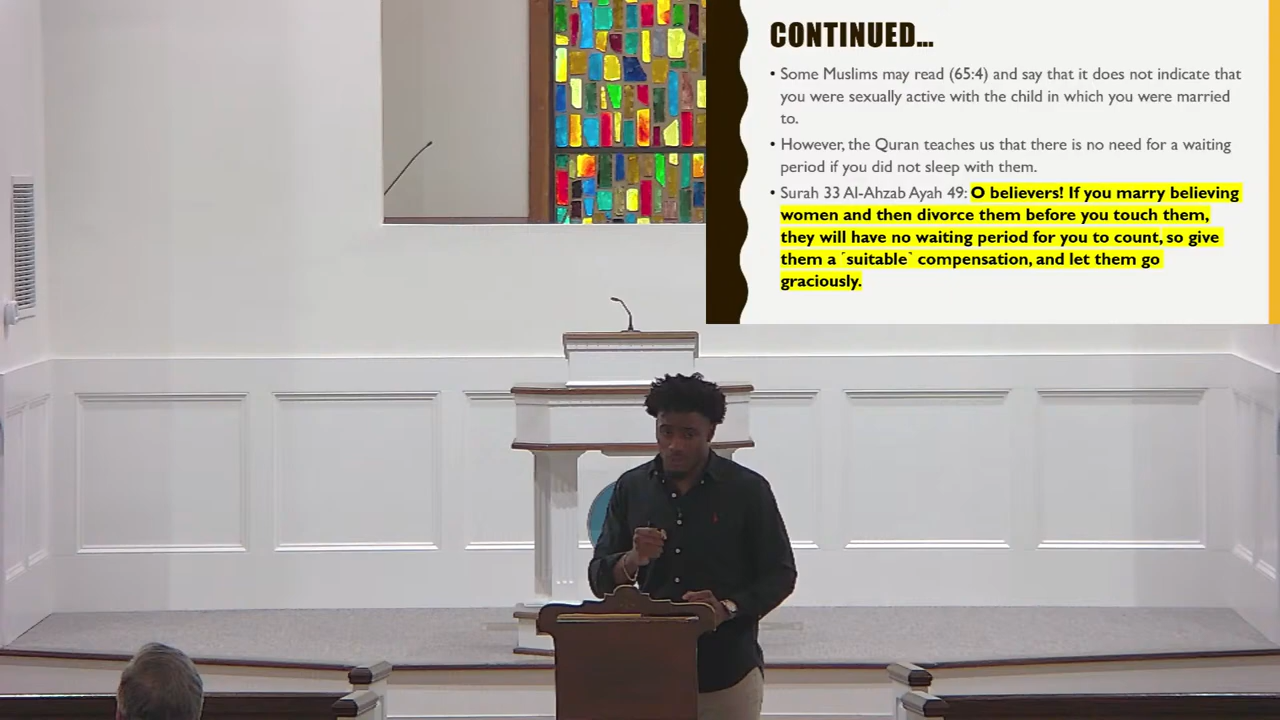 CONTINUED...
• Some Muslims may read (65:4) and say that it does not indicate that
you were sexually active with the child in which you were married
to.
• However, the Quran teaches us that there is no need for a waiting
period if you did not sleep with them.
• Surah 33 Al-Ahzab Ayah 49: O believers! If you marry believing
women and then divorce them before you touch them,
they will have no waiting period for you to count, so give
them a ´suitable` compensation, and let them go
graciously.